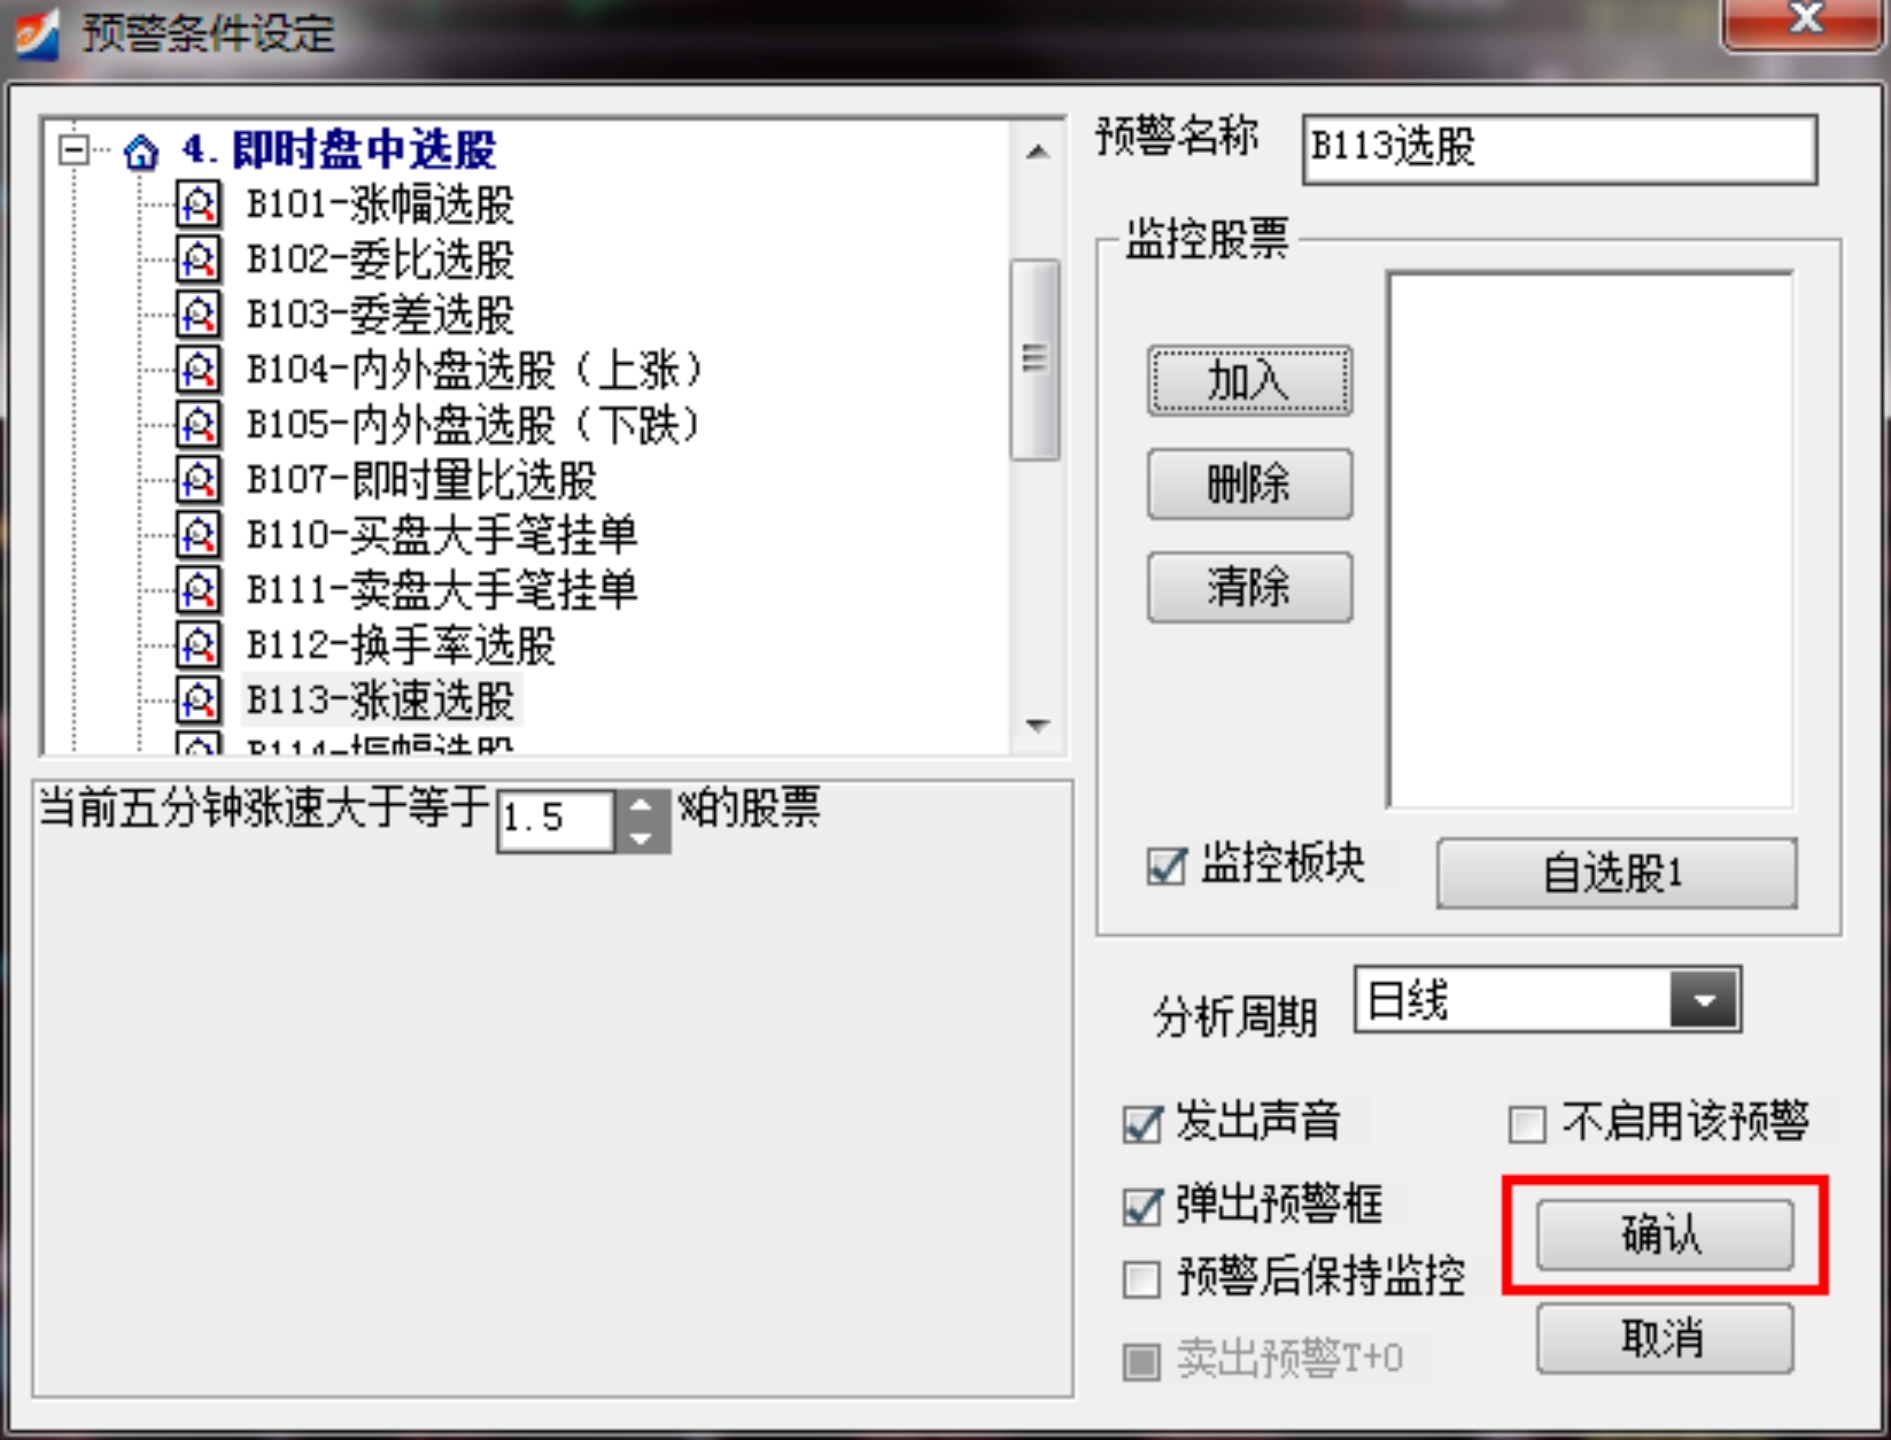 预警条件设定
4. 即时盘中选股
B101-涨幅选股
B102-委比选股
B103-委差选股
B104-内外盘选股（上涨）
B105-内外盘选股（下跌）
B107-即时量比选股
B110-买盘大手笔挂单
B111-卖盘大手笔挂单
B112-换手率选股
B113-涨速选股
B114-振幅选股
当前五分钟涨速大于等于 1.5 %的股票
预警名称 B113选股
监控股票
加入
删除
清除
监控板块 自选股1
分析周期 日线
发出声音 不启用该预警
弹出预警框
确认
预警后保持监控
取消
卖出预警T+0